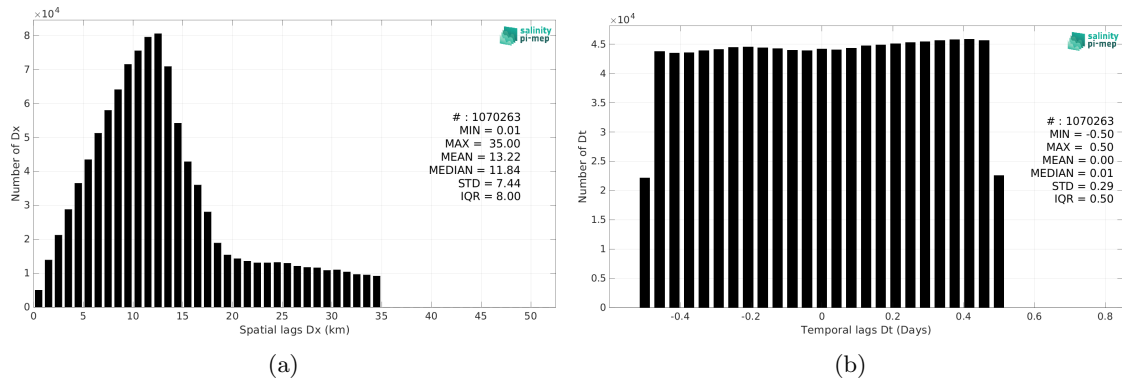 ×10⁴
8
7
6
5
4
3
2
1
0
Number of Dx
salinity
pi-mep
# : 1070263
MIN = 0.01
MAX = 35.00
MEAN = 13.22
MEDIAN = 11.84
STD = 7.44
IQR = 8.00
0 5 10 15 20 25 30 35 40 45 50
Spatial lags Dx (km)
(a)
×10⁴
4.5
4
3.5
3
2.5
2
1.5
1
0.5
0
Number of Dt
salinity
pi-mep
# : 1070263
MIN = -0.50
MAX = 0.50
MEAN = 0.00
MEDIAN = 0.01
STD = 0.29
IQR = 0.50
-0.4 -0.2 0 0.2 0.4 0.6 0.8
Temporal lags Dt (Days)
(b)